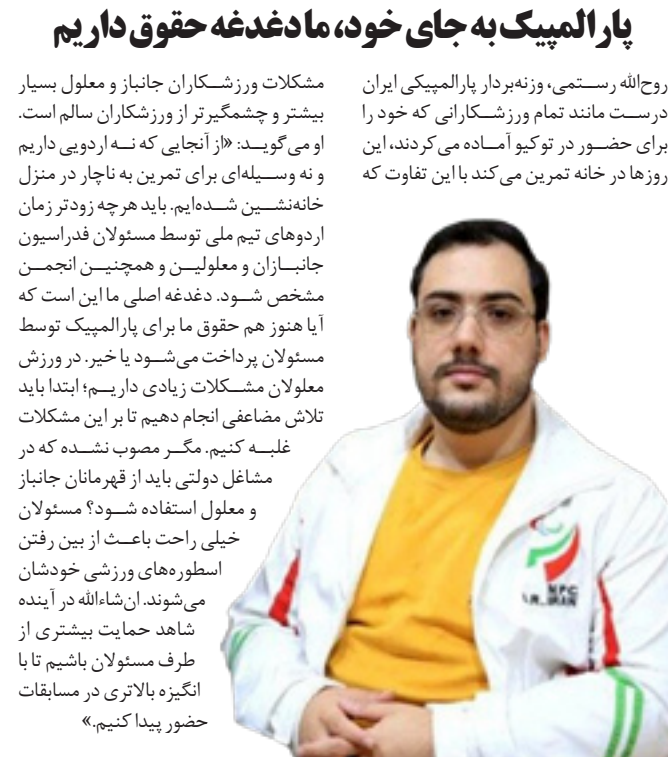 پارالمپیک به جای خود، ما دغدغه حقوق داریم
روح‌الله رستمی، وزنه‌بردار پارالمپیکی ایران
درست مانند تمام ورزشکارانی که خود را
برای حضور در توکیو آماده می‌کردند، این
روزها در خانه تمرین می‌کند با این تفاوت که
مشکلات ورزشکاران جانباز و معلول بسیار
بیشتر و چشمگیرتر از ورزشکاران سالم است.
او می‌گوید: «از آنجایی که نه اردویی داریم
و نه وسیله‌ای برای تمرین به ناچار در منزل
خانه‌نشین شده‌ایم. باید هرچه زودتر زمان
اردوهای تیم ملی توسط مسئولان فدراسیون
جانبازان و معلولین و همچنین انجمن
مشخص شود. دغدغه اصلی ما این است که
آیا هنوز هم حقوق ما برای پارالمپیک توسط
مسئولان پرداخت می‌شود یا خیر. در ورزش
معلولان مشکلات زیادی داریم؛ ابتدا باید
تلاش مضاعفی انجام دهیم تا بر این مشکلات
غلبه کنیم. مگر مصوب نشده که در
مشاغل دولتی باید از قهرمانان جانباز
و معلول استفاده شود؟ مسئولان
خیلی راحت باعث از بین رفتن
اسطوره‌های ورزشی خودشان
می‌شوند. ان‌شاءالله در آینده
شاهد حمایت بیشتری از
طرف مسئولان باشیم تا با
انگیزه بالاتری در مسابقات
حضور پیدا کنیم.»
NPC
IRAN